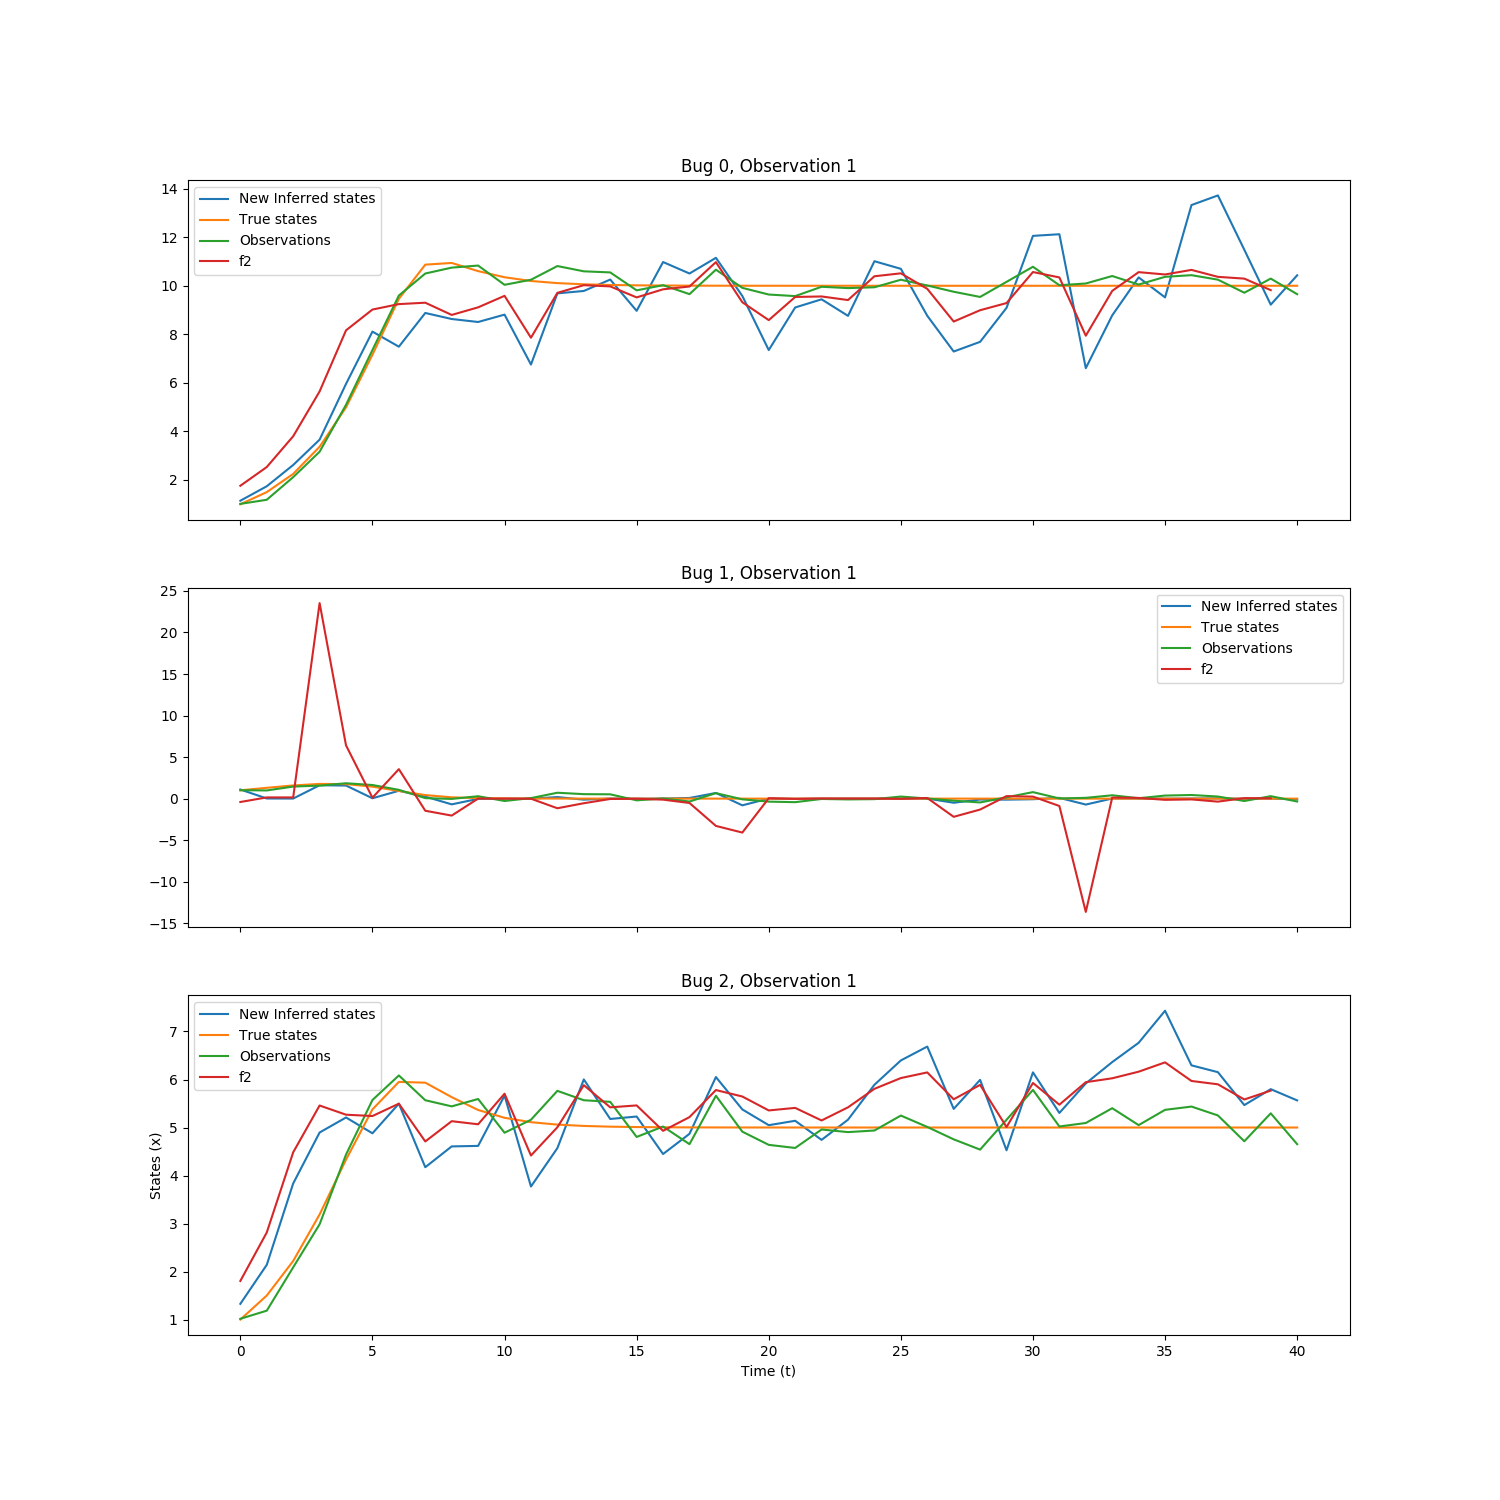 Bug 0, Observation 1
14
12
10
8
6
4
2
New Inferred states
True states
Observations
f2
Bug 1, Observation 1
25
20
15
10
5
0
−5
−10
−15
New Inferred states
True states
Observations
f2
Bug 2, Observation 1
States (x)
7
6
5
4
3
2
1
New Inferred states
True states
Observations
f2
0 5 10 15 20 25 30 35 40
Time (t)